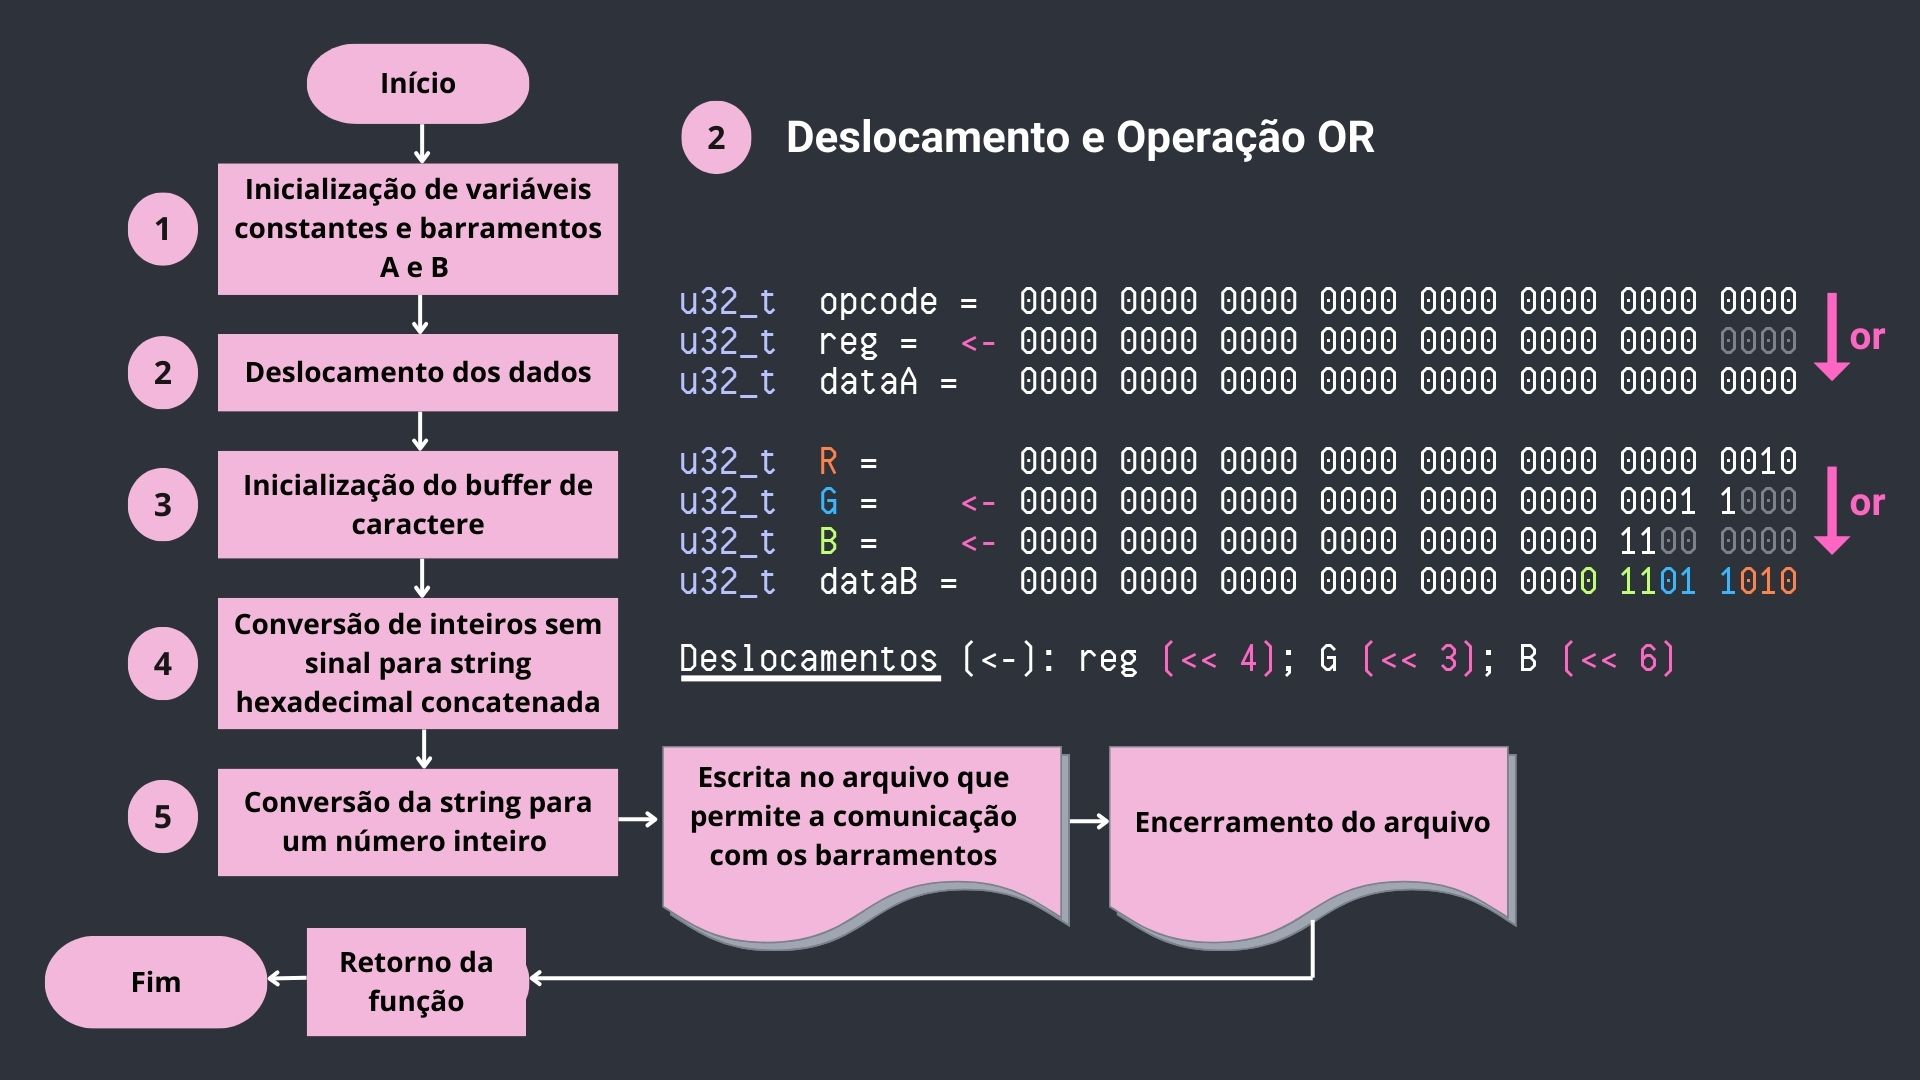 Início
1
Inicialização de variáveis
constantes e barramentos
A e B
2
Deslocamento dos dados
3
Inicialização do buffer de
caractere
4
Conversão de inteiros sem
sinal para string
hexadecimal concatenada
5
Conversão da string para
um número inteiro
Escrita no arquivo que
permite a comunicação
com os barramentos
Encerramento do arquivo
Retorno da
função
Fim
2 Deslocamento e Operação OR
u32_t opcode = 0000 0000 0000 0000 0000 0000 0000 0000
u32_t reg = <- 0000 0000 0000 0000 0000 0000 0000 0000
u32_t dataA = 0000 0000 0000 0000 0000 0000 0000 0000
or
u32_t R = 0000 0000 0000 0000 0000 0000 0000 0010
u32_t G = <- 0000 0000 0000 0000 0000 0000 0001 1000
u32_t B = <- 0000 0000 0000 0000 0000 0000 1100 0000
u32_t dataB = 0000 0000 0000 0000 0000 0000 1101 1010
or
Deslocamentos (<-): reg (<< 4); G (<< 3); B (<< 6)